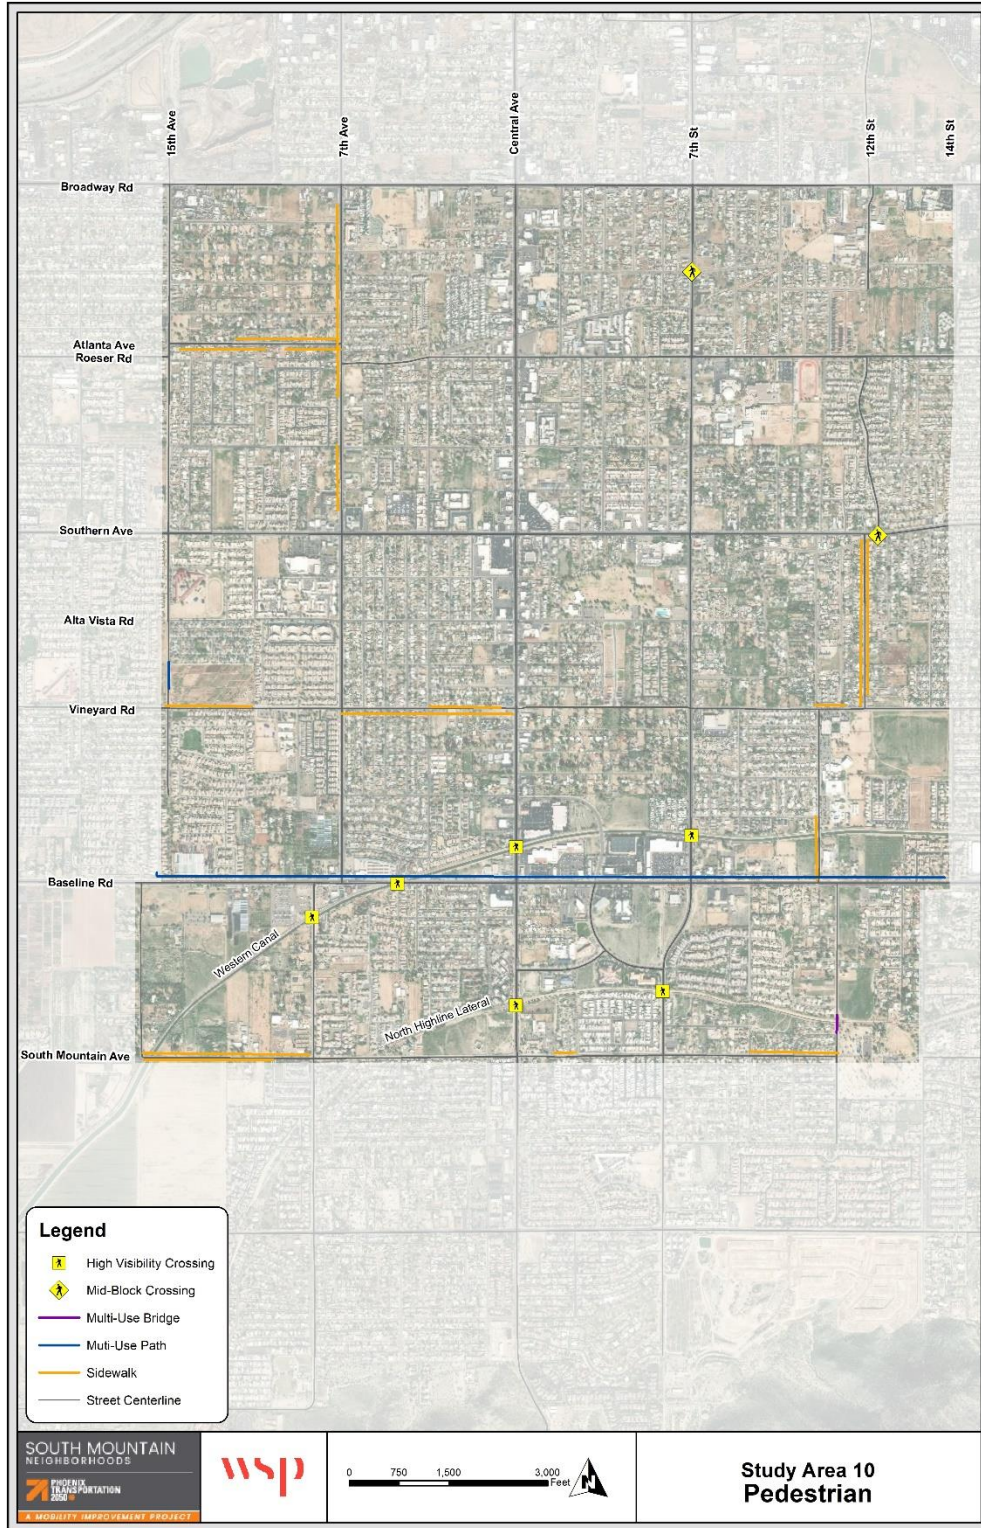 15th Ave
7th Ave
Central Ave
7th St
12th St
14th St
Broadway Rd
Atlanta Ave
Roeser Rd
Southern Ave
Alta Vista Rd
Vineyard Rd
Baseline Rd
Western Canal
North Highline Lateral
South Mountain Ave
Legend
High Visibility Crossing
Mid-Block Crossing
Multi-Use Bridge
Muti-Use Path
Sidewalk
Street Centerline
SOUTH MOUNTAIN
NEIGHBORHOODS
PHOENIX
TRANSPORTATION
2050
A MOBILITY IMPROVEMENT PROJECT
wsp
0 750 1,500 3,000
Feet
N
Study Area 10
Pedestrian